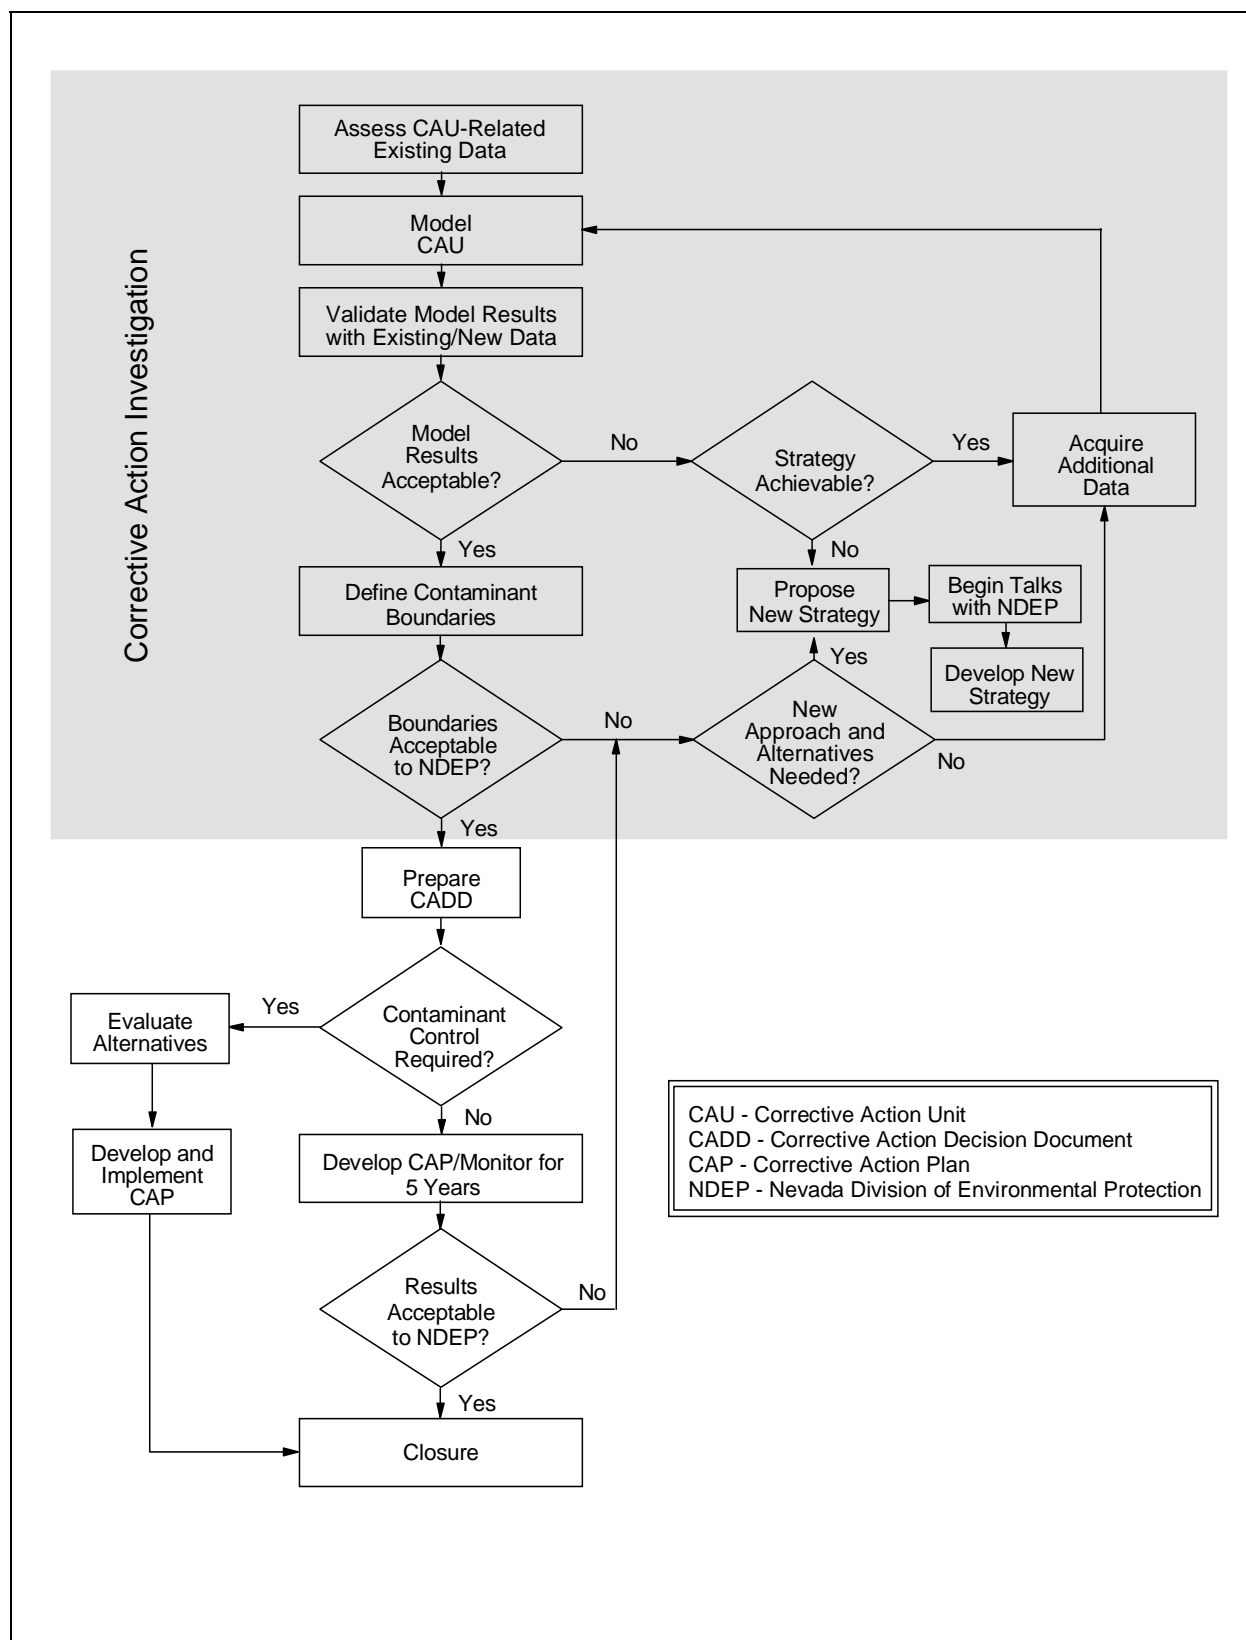 Corrective Action Investigation
Assess CAU-Related
Existing Data
Model
CAU
Validate Model Results
with Existing/New Data
Model
Results
Acceptable?
No
Strategy
Achievable?
Yes
Acquire
Additional
Data
Yes
No
Define Contaminant
Boundaries
Propose
New Strategy
Begin Talks
with NDEP
Yes
Develop New
Strategy
Boundaries
Acceptable
to NDEP?
No
New
Approach and
Alternatives
Needed?
No
Yes
Prepare
CADD
Contaminant
Control
Required?
Yes
Evaluate
Alternatives
No
Develop and
Implement
CAP
Develop CAP/Monitor for
5 Years
CAU - Corrective Action Unit
CADD - Corrective Action Decision Document
CAP - Corrective Action Plan
NDEP - Nevada Division of Environmental Protection
Results
Acceptable
to NDEP?
No
Yes
Closure